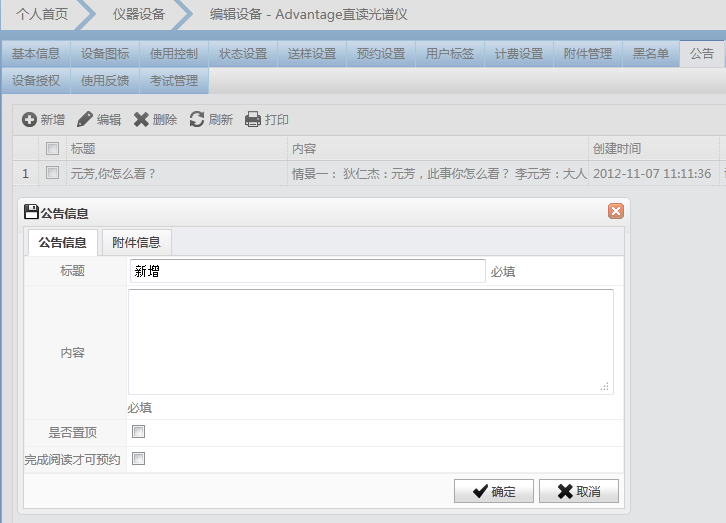 个人首页 仪器设备 编辑设备 - Advantage直读光谱仪
基本信息 设备图标 使用控制 状态设置 送样设置 预约设置 用户标签 计费设置 附件管理 黑名单 公告
设备授权 使用反馈 考试管理
新增 编辑 删除 刷新 打印
标题 内容 创建时间
1 元芳,你怎么看？ 情景一： 狄仁杰：元芳，此事你怎么看？ 李元芳：大人 2012-11-07 11:11:36
公告信息
公告信息 附件信息
标题 新增 必填
内容
必填
是否置顶
完成阅读才可预约
确定 取消